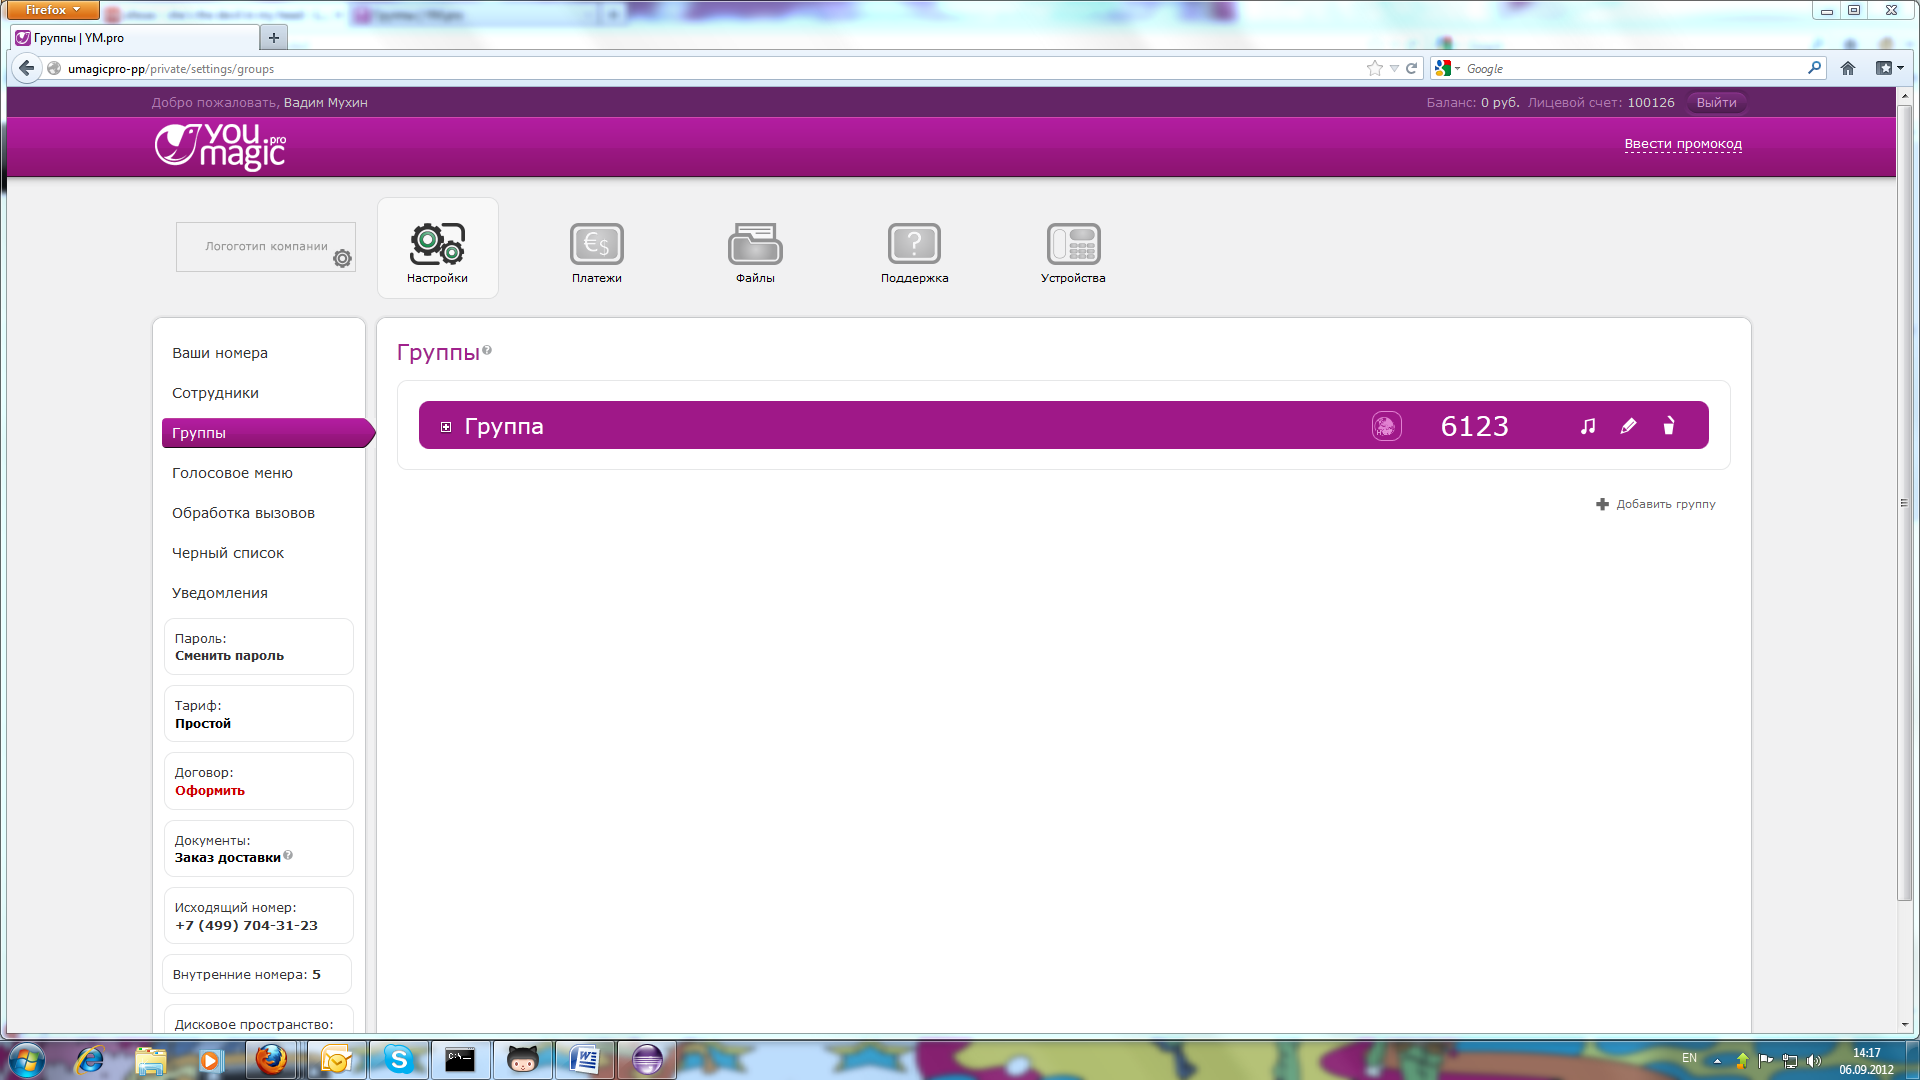 Firefox
Группы | YM.pro
umagicpro-pp/private/settings/groups
Google
Добро пожаловать, Вадим Мухин
Баланс: 0 руб. Лицевой счет: 100126 Выйти
you magic .pro
Ввести промокод
Логоготип компании
Настройки
Платежи
Файлы
Поддержка
Устройства
Ваши номера
Сотрудники
Группы
Голосовое меню
Обработка вызовов
Черный список
Уведомления
Пароль:
Сменить пароль
Тариф:
Простой
Договор:
Оформить
Документы:
Заказ доставки
Исходящий номер:
+7 (499) 704-31-23
Внутренние номера: 5
Дисковое пространство:
Группы
Группа 6123
Добавить группу
EN
14:17
06.09.2012